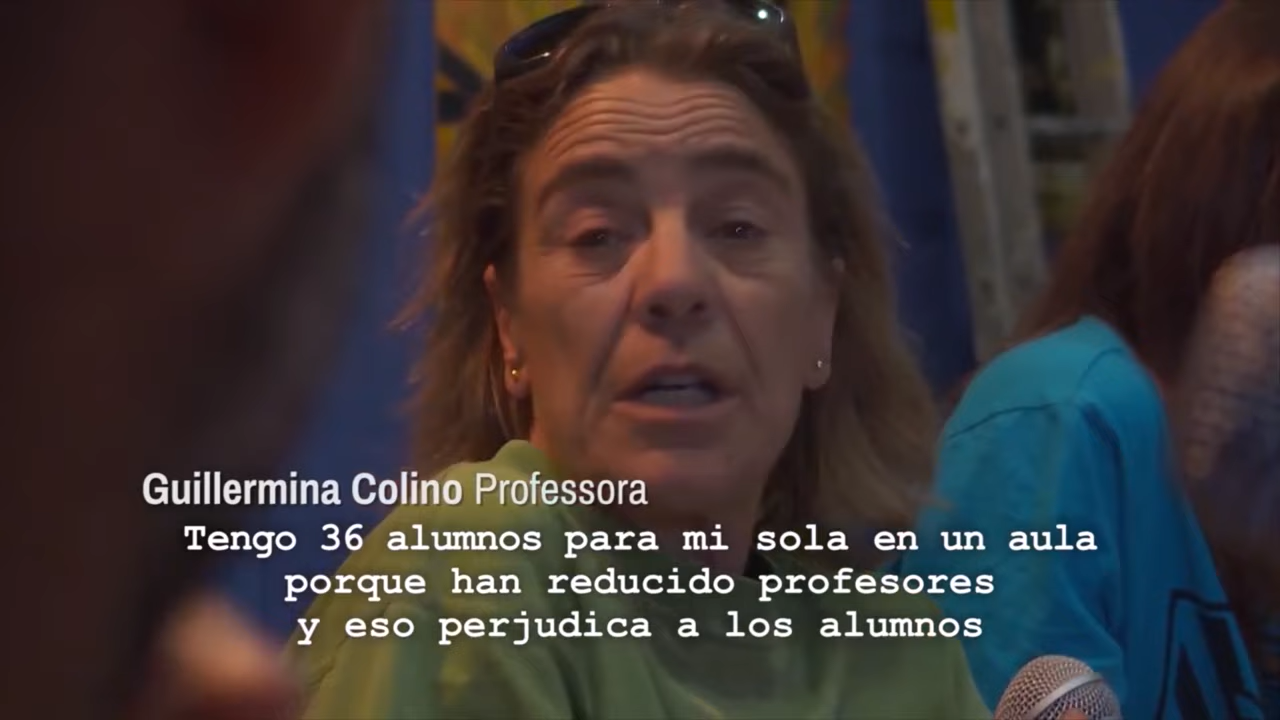 Guillermina Colino Professora
Tengo 36 alumnos para mi sola en un aula
porque han reducido profesores
y eso perjudica a los alumnos